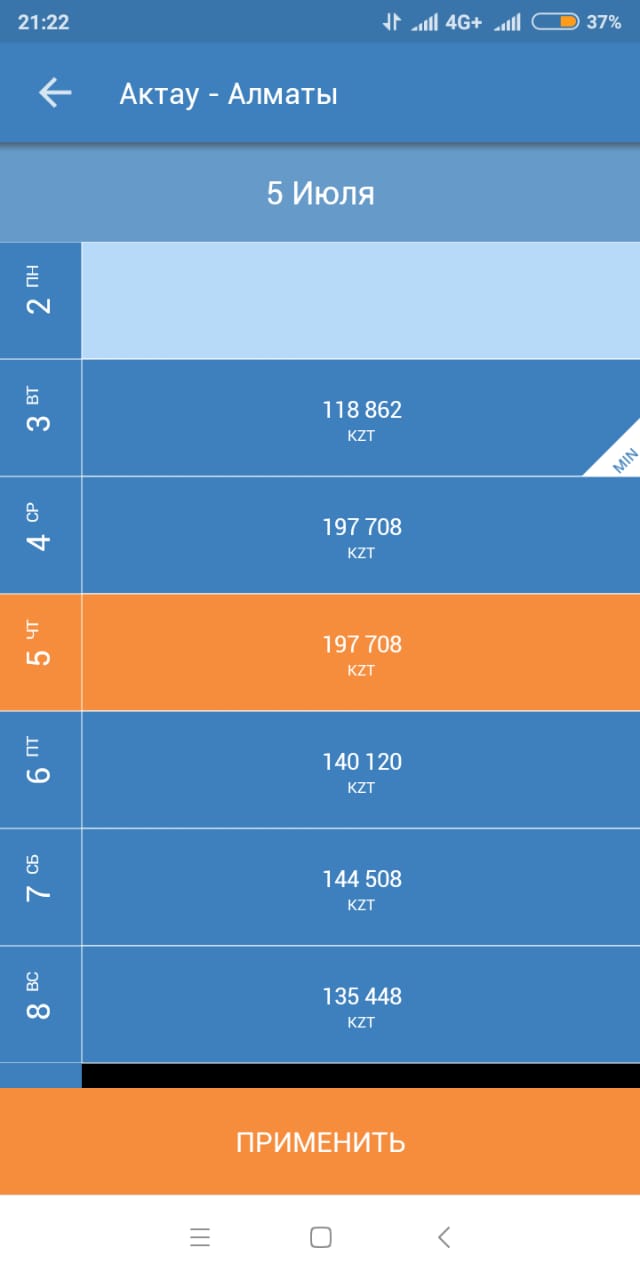 21:22 4G+ 37%
Актау - Алматы
5 Июля
ПН 2
ВТ 3
118 862
KZT
MIN
СР 4
197 708
KZT
ЧТ 5
197 708
KZT
ПТ 6
140 120
KZT
СБ 7
144 508
KZT
ВС 8
135 448
KZT
ПРИМЕНИТЬ